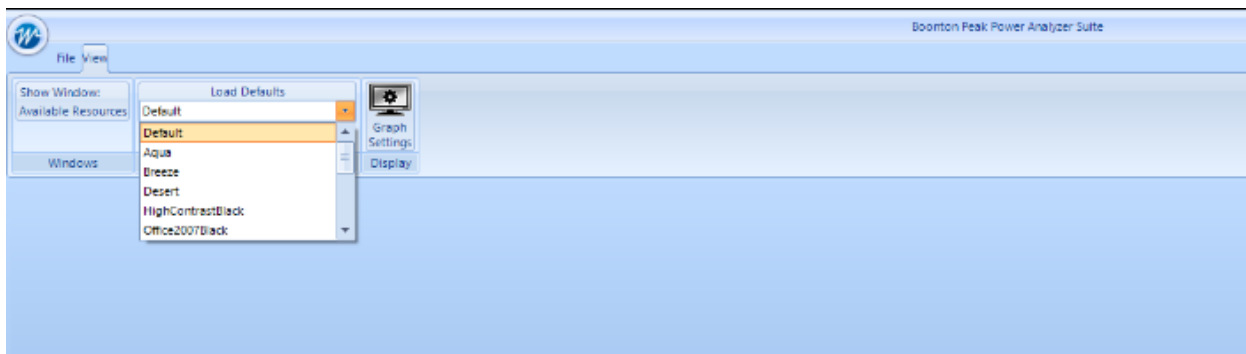 Boonton Peak Power Analyzer Suite
File View
Show Window:
Available Resources
Windows
Load Defaults
Default
Default
Aqua
Breeze
Desert
HighContrastBlack
Office2007Black
Graph
Settings
Display